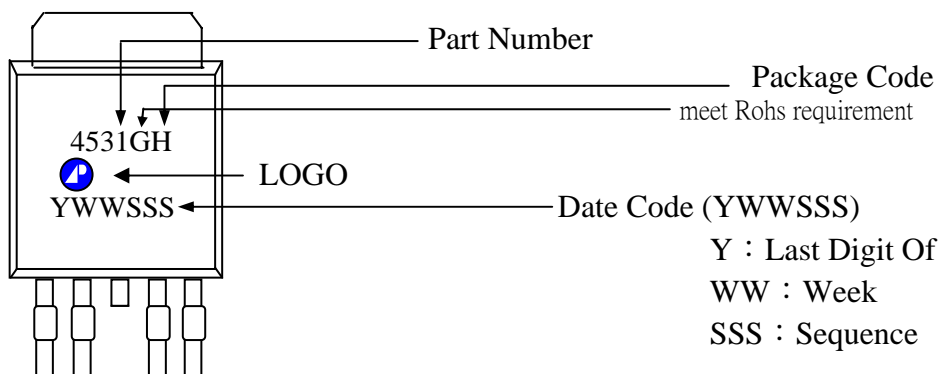 Part Number
Package Code
meet Rohs requirement
4531GH
LOGO
YWWSSS
Date Code (YWWSSS)
Y：Last Digit Of
WW：Week
SSS：Sequence